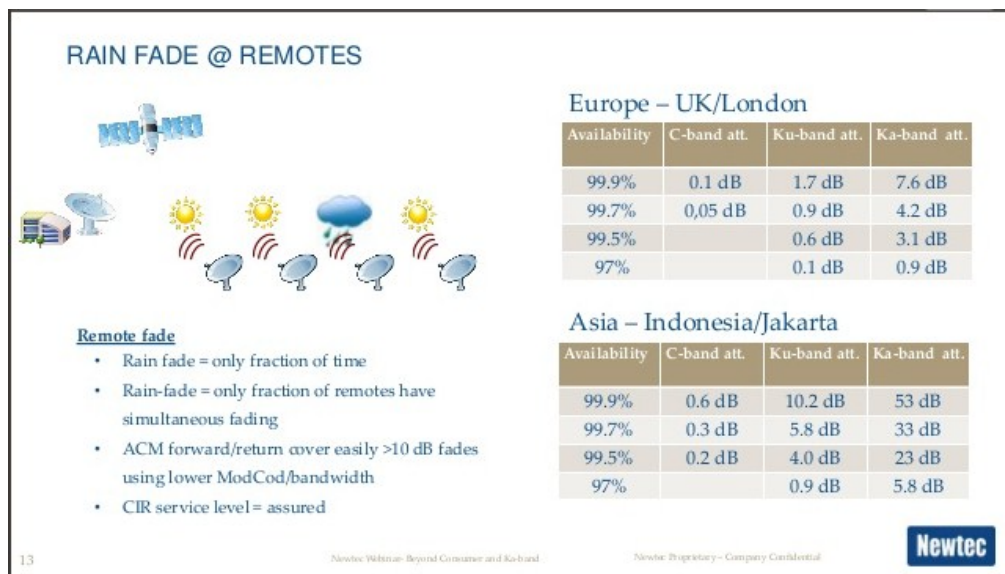 RAIN FADE @ REMOTES
Remote fade
• Rain fade = only fraction of time
• Rain-fade = only fraction of remotes have
simultaneous fading
• ACM forward/return cover easily >10 dB fades
using lower ModCod/bandwidth
• CIR service level = assured
Europe – UK/London
Availability C-band att. Ku-band att. Ka-band att.
99.9% 0.1 dB 1.7 dB 7.6 dB
99.7% 0,05 dB 0.9 dB 4.2 dB
99.5% 0.6 dB 3.1 dB
97% 0.1 dB 0.9 dB
Asia – Indonesia/Jakarta
Availability C-band att. Ku-band att. Ka-band att.
99.9% 0.6 dB 10.2 dB 53 dB
99.7% 0.3 dB 5.8 dB 33 dB
99.5% 0.2 dB 4.0 dB 23 dB
97% 0.9 dB 5.8 dB
13
Newtec Webinar- Beyond Consumer and Ka-band
Newtec Proprietary – Company Confidential
Newtec